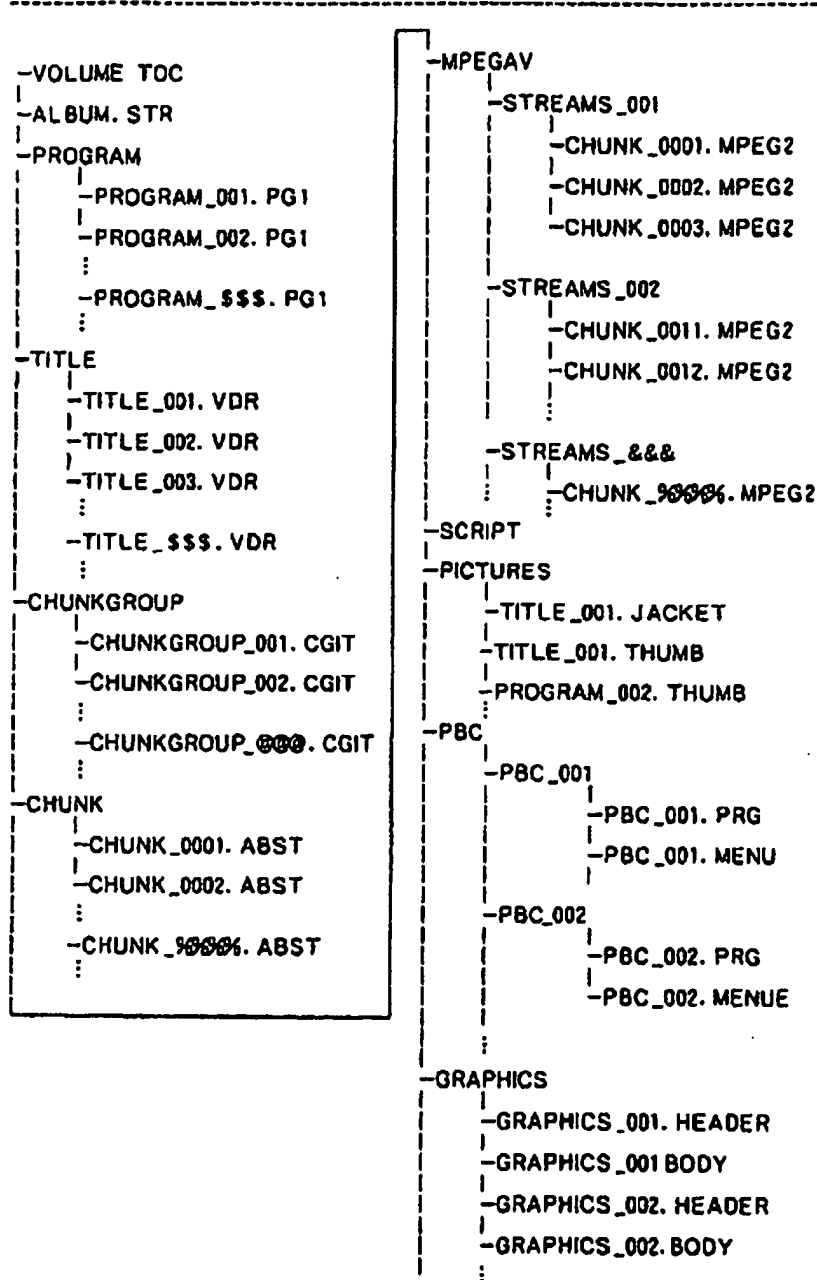 -VOLUME TOC
-ALBUM. STR
-PROGRAM
-PROGRAM_001. PG1
-PROGRAM_002. PG1
-PROGRAM_$$$. PG1
-TITLE
-TITLE_001. VDR
-TITLE_002. VDR
-TITLE_003. VDR
-TITLE_$$$. VDR
-CHUNKGROUP
-CHUNKGROUP_001. CGIT
-CHUNKGROUP_002. CGIT
-CHUNKGROUP_@@@. CGIT
-CHUNK
-CHUNK_0001. ABST
-CHUNK_0002. ABST
-CHUNK_%%%%. ABST
-MPEGAV
-STREAMS_001
-CHUNK_0001. MPEG2
-CHUNK_0002. MPEG2
-CHUNK_0003. MPEG2
-STREAMS_002
-CHUNK_0011. MPEG2
-CHUNK_0012. MPEG2
-STREAMS_&&&
-CHUNK_%%%%. MPEG2
-SCRIPT
-PICTURES
-TITLE_001. JACKET
-TITLE_001. THUMB
-PROGRAM_002. THUMB
-PBC
-PBC_001
-PBC_001. PRG
-PBC_001. MENU
-PBC_002
-PBC_002. PRG
-PBC_002. MENUE
-GRAPHICS
-GRAPHICS_001. HEADER
-GRAPHICS_001 BODY
-GRAPHICS_002. HEADER
-GRAPHICS_002. BODY